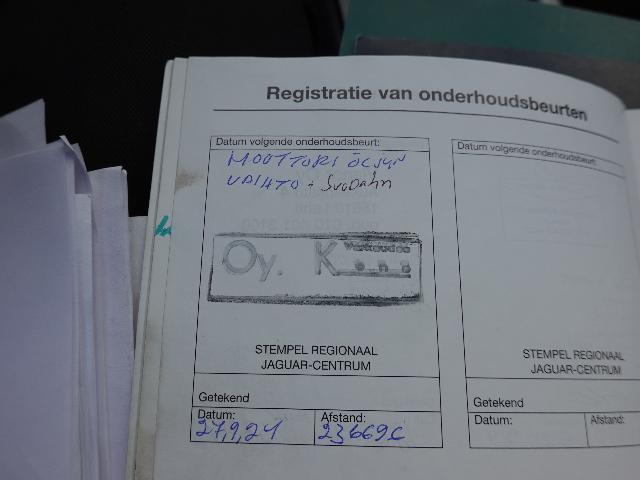 Registratie van onderhoudsbeurten
Datum volgende onderhoudsbeurt:
MOOTTORI ÖLJYN
VAIHTO + SUODATIN
Oy. K
STEMPEL REGIONAAL
JAGUAR-CENTRUM
Getekend
Datum:
27,9,24
Afstand:
236696
Datum volgende onderhoudsbeurt:
STEMPEL REGIONAAL
JAGUAR-CENTRUM
Getekend
Datum:
Afstand: